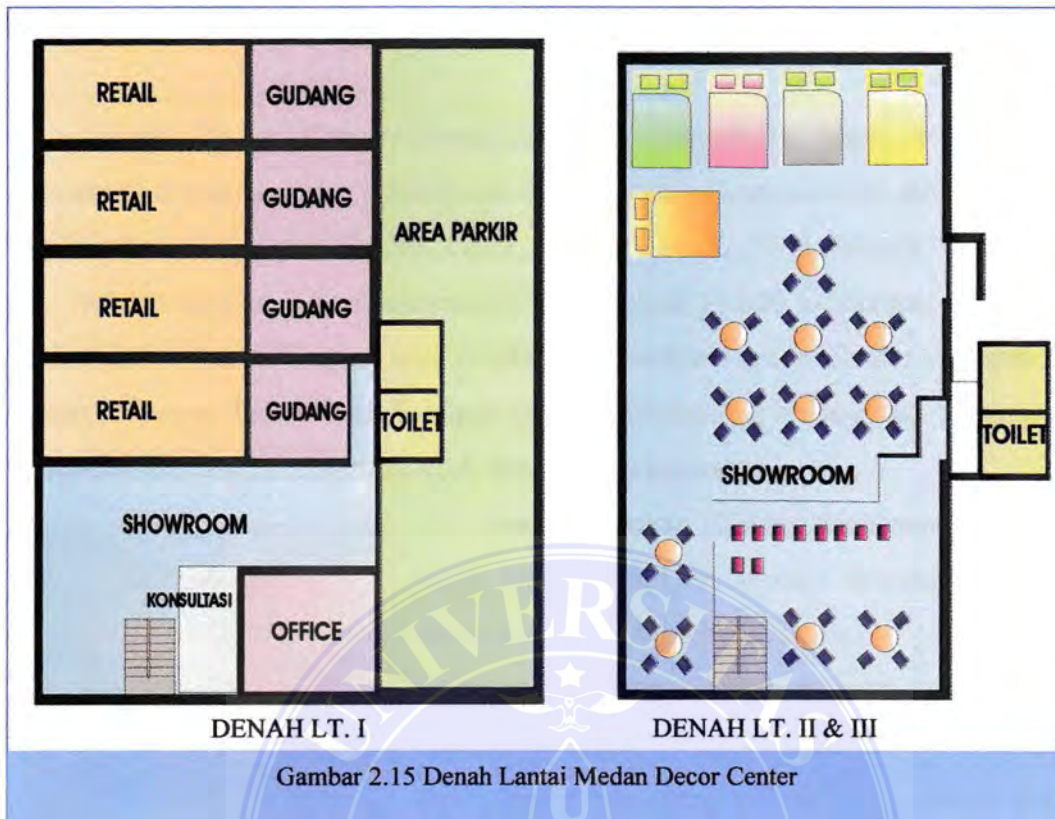 RETAIL GUDANG
RETAIL GUDANG
AREA PARKIR
RETAIL GUDANG
RETAIL GUDANG
TOILET
SHOWROOM
KONSULTASI
OFFICE
DENAH LT. I
TOILET
SHOWROOM
DENAH LT. II & III
Gambar 2.15 Denah Lantai Medan Decor Center
UNIVERSITAS